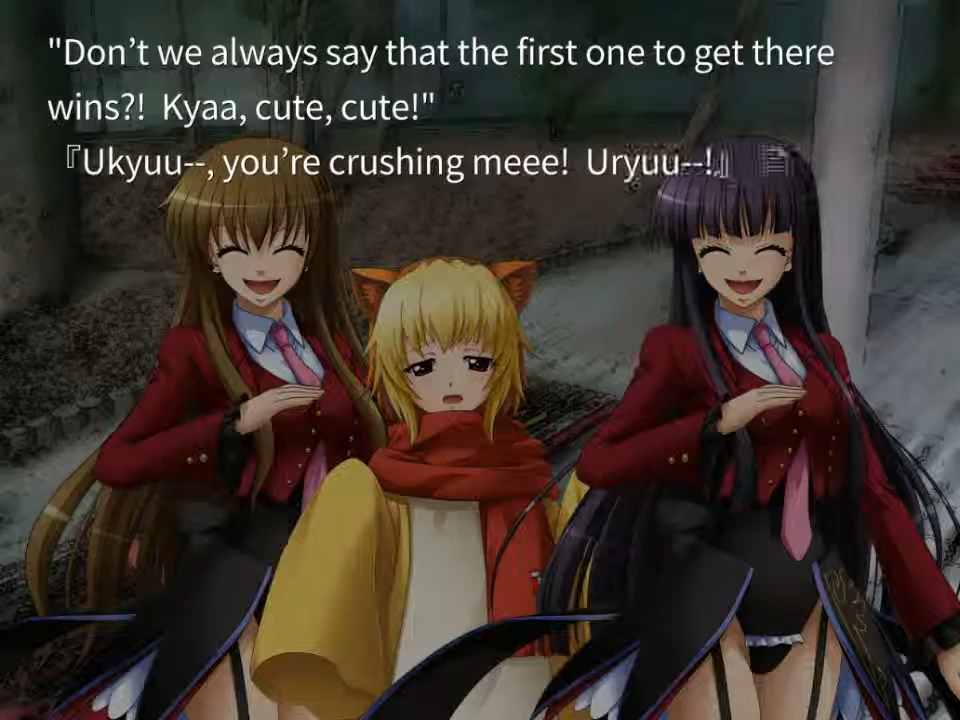 "Don’t we always say that the first one to get there
wins?!  Kyaa, cute, cute!"
『Ukyuu--, you’re crushing meee!  Uryuu--!』